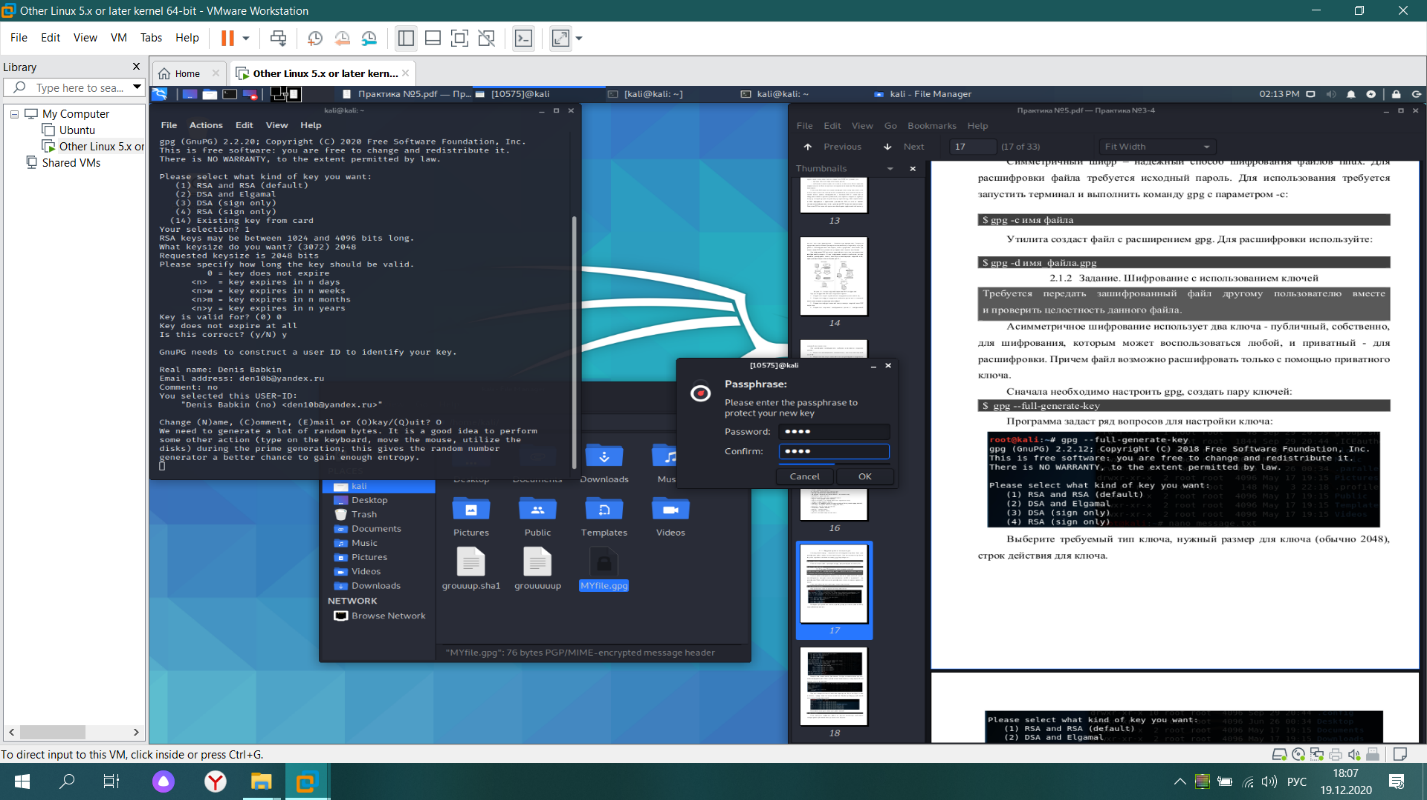 Other Linux 5.x or later kernel 64-bit - VMware Workstation
File Edit View VM Tabs Help
Library
Type here to sea...
My Computer
Ubuntu
Other Linux 5.x or
Shared VMs
Home
Other Linux 5.x or later kern...
Практика №5.pdf — Пр...
[10575]@kali
[kali@kali: ~]
kali@kali: ~
kali - File Manager
02:13 PM
kali@kali: ~
File Actions Edit View Help
gpg (GnuPG) 2.2.20; Copyright (C) 2020 Free Software Foundation, Inc.
This is free software: you are free to change and redistribute it.
There is NO WARRANTY, to the extent permitted by law.
Please select what kind of key you want:
(1) RSA and RSA (default)
(2) DSA and Elgamal
(3) DSA (sign only)
(4) RSA (sign only)
(14) Existing key from card
Your selection? 1
RSA keys may be between 1024 and 4096 bits long.
What keysize do you want? (3072) 2048
Requested keysize is 2048 bits
Please specify how long the key should be valid.
0 = key does not expire
<n> = key expires in n days
<n>w = key expires in n weeks
<n>m = key expires in n months
<n>y = key expires in n years
Key is valid for? (0) 0
Key does not expire at all
Is this correct? (y/N) y
GnuPG needs to construct a user ID to identify your key.
Real name: Denis Babkin
Email address: den10b@yandex.ru
Comment: no
You selected this USER-ID:
"Denis Babkin (no) <den10b@yandex.ru>"
Change (N)ame, (C)omment, (E)mail or (O)kay/(Q)uit? O
We need to generate a lot of random bytes. It is a good idea to perform
some other action (type on the keyboard, move the mouse, utilize the
disks) during the prime generation; this gives the random number
generator a better chance to gain enough entropy.
[10575]@kali
Passphrase:
Please enter the passphrase to
protect your new key
Password: ••••
Confirm: ••••
Cancel OK
Downloads
kali
Desktop
Trash
Documents
Music
Pictures
Videos
Downloads
NETWORK
Browse Network
Pictures Public Templates Videos
grouuup.sha1 grouuuuup MYfile.gpg
"MYfile.gpg": 76 bytes PGP/MIME-encrypted message header
Практика №5.pdf — Практика №3-4
File Edit View Go Bookmarks Help
Previous Next 17 (17 of 33) Fit Width
Thumbnails
13
14
16
17
18
Симметричный шифр – надежный способ шифрования файлов linux. Для
расшифровки файла требуется исходный пароль. Для использования требуется
запустить терминал и выполнить команду gpg с параметром -c:
$ gpg -c имя файла
Утилита создаст файл с расширением gpg. Для расшифровки используйте:
$ gpg -d имя_файла.gpg
2.1.2 Задание. Шифрование с использованием ключей
Требуется передать зашифрованный файл другому пользователю вместе
и проверить целостность данного файла.
Асимметричное шифрование использует два ключа - публичный, собственно,
для шифрования, которым может воспользоваться любой, и приватный - для
расшифровки. Причем файл возможно расшифровать только с помощью приватного
ключа.
Сначала необходимо настроить gpg, создать пару ключей:
$ gpg --full-generate-key
Программа задаст ряд вопросов для настройки ключа:
root@kali:~# gpg --full-generate-key
gpg (GnuPG) 2.2.12; Copyright (C) 2018 Free Software Foundation, Inc.
This is free software: you are free to change and redistribute it.
There is NO WARRANTY, to the extent permitted by law.
Please select what kind of key you want:
(1) RSA and RSA (default)
(2) DSA and Elgamal
(3) DSA (sign only)
(4) RSA (sign only)
Выберите требуемый тип ключа, нужный размер для ключа (обычно 2048),
строк действия для ключа.
Please select what kind of key you want:
(1) RSA and RSA (default)
(2) DSA and Elgamal
To direct input to this VM, click inside or press Ctrl+G.
РУС
18:07
19.12.2020